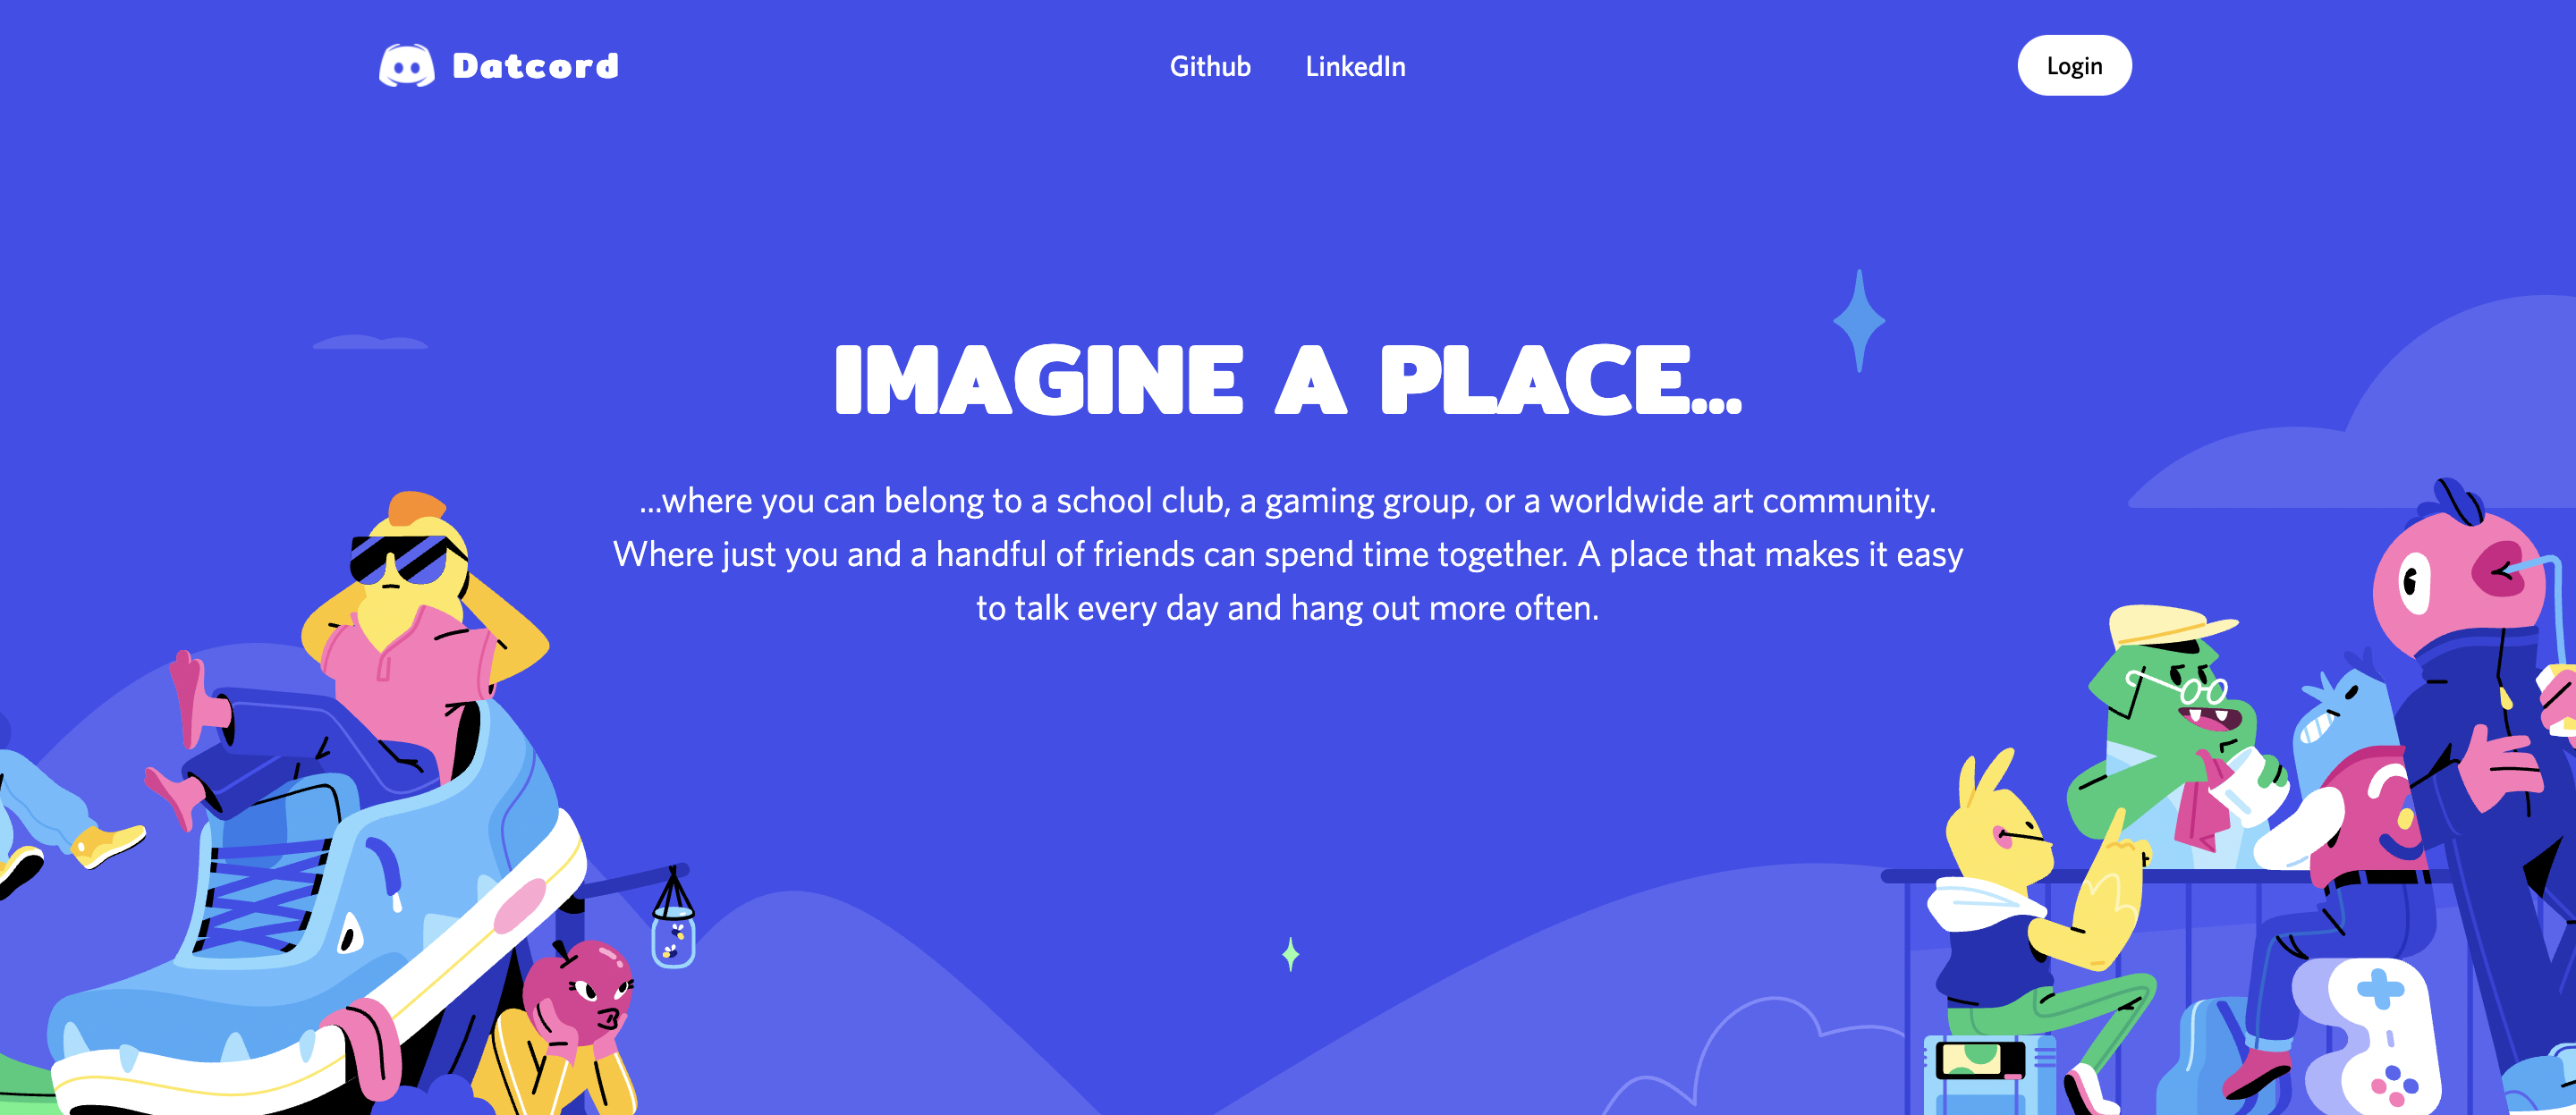 Datcord
Github LinkedIn
Login
IMAGINE A PLACE...
...where you can belong to a school club, a gaming group, or a worldwide art community.
Where just you and a handful of friends can spend time together. A place that makes it easy
to talk every day and hang out more often.